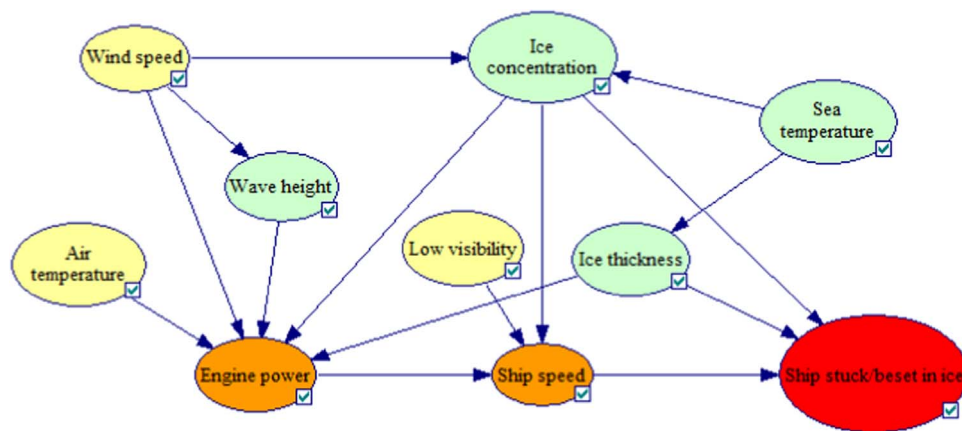 Wind speed
Ice
concentration
Sea
temperature
Wave height
Air
temperature
Low visibility
Ice thickness
Engine power
Ship speed
Ship stuck/beset in ice